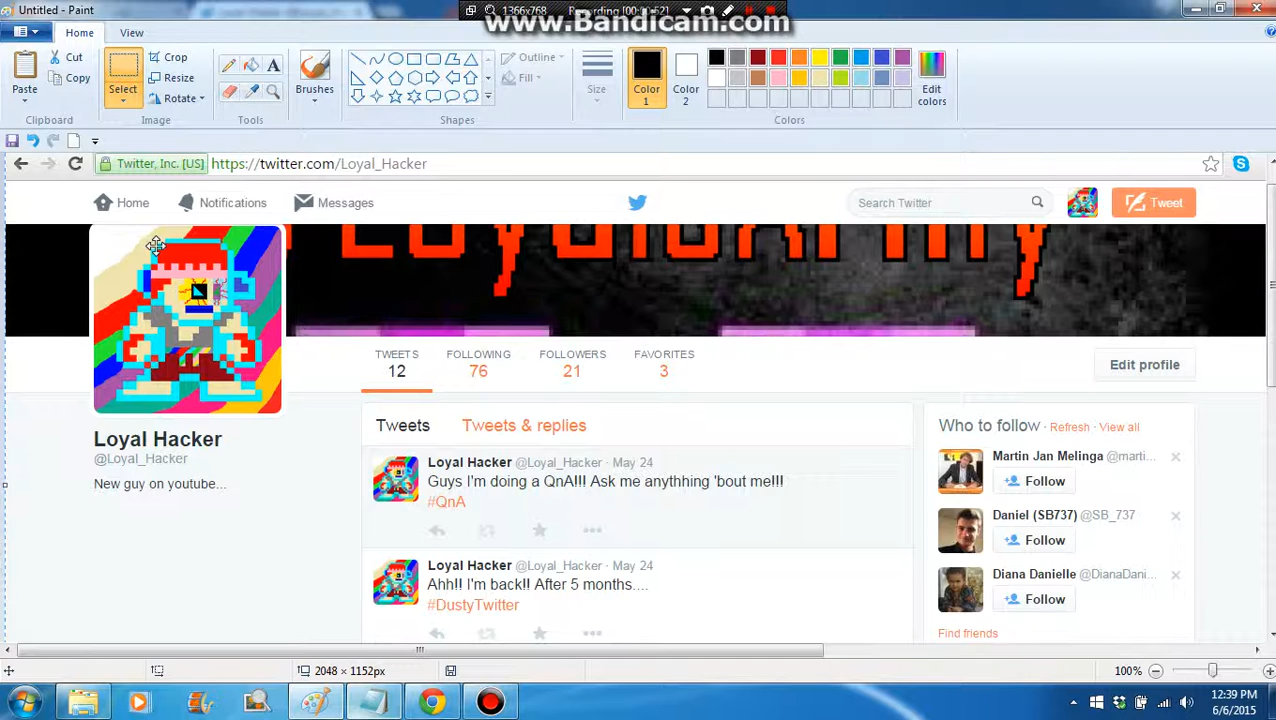 Untitled - Paint
1366x768
www.Bandicam.com
Home
View
Paste
Cut
Copy
Clipboard
Select
Crop
Resize
Rotate
Image
Tools
Brushes
Shapes
Outline
Fill
Size
Color
1
Color
2
Edit
colors
Colors
Twitter, Inc. [US]
https://twitter.com/Loyal_Hacker
Home
Notifications
Messages
Search Twitter
Tweet
LoyalArmy
TWEETS
12
FOLLOWING
76
FOLLOWERS
21
FAVORITES
3
Edit profile
Loyal Hacker
@Loyal_Hacker
New guy on youtube...
Tweets
Tweets & replies
Loyal Hacker @Loyal_Hacker · May 24
Guys I'm doing a QnA!!! Ask me anythhing 'bout me!!!
#QnA
Loyal Hacker @Loyal_Hacker · May 24
Ahh!! I'm back!! After 5 months....
#DustyTwitter
Who to follow · Refresh · View all
Martin Jan Melinga @marti...
Follow
Daniel (SB737) @SB_737
Follow
Diana Danielle @DianaDani...
Follow
Find friends
2048 × 1152px
100%
12:39 PM
6/6/2015